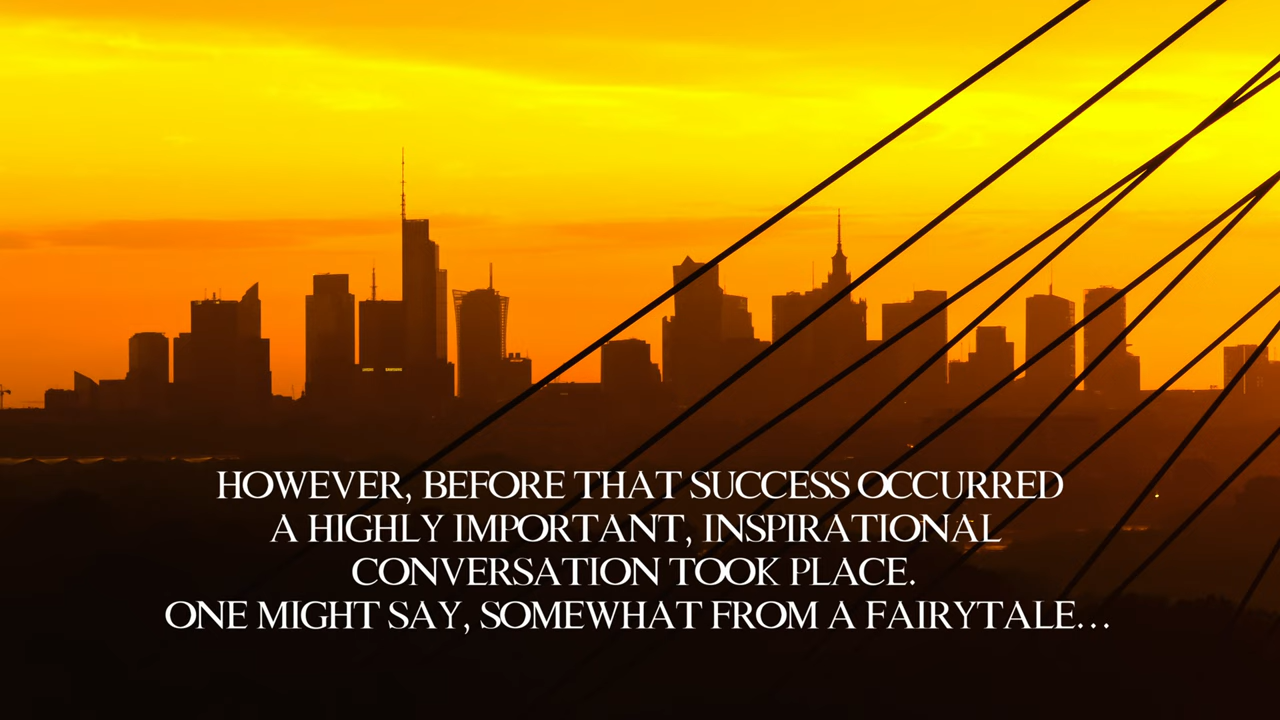 HOWEVER, BEFORE THAT SUCCESS OCCURRED
A HIGHLY IMPORTANT, INSPIRATIONAL
CONVERSATION TOOK PLACE.
ONE MIGHT SAY, SOMEWHAT FROM A FAIRYTALE...